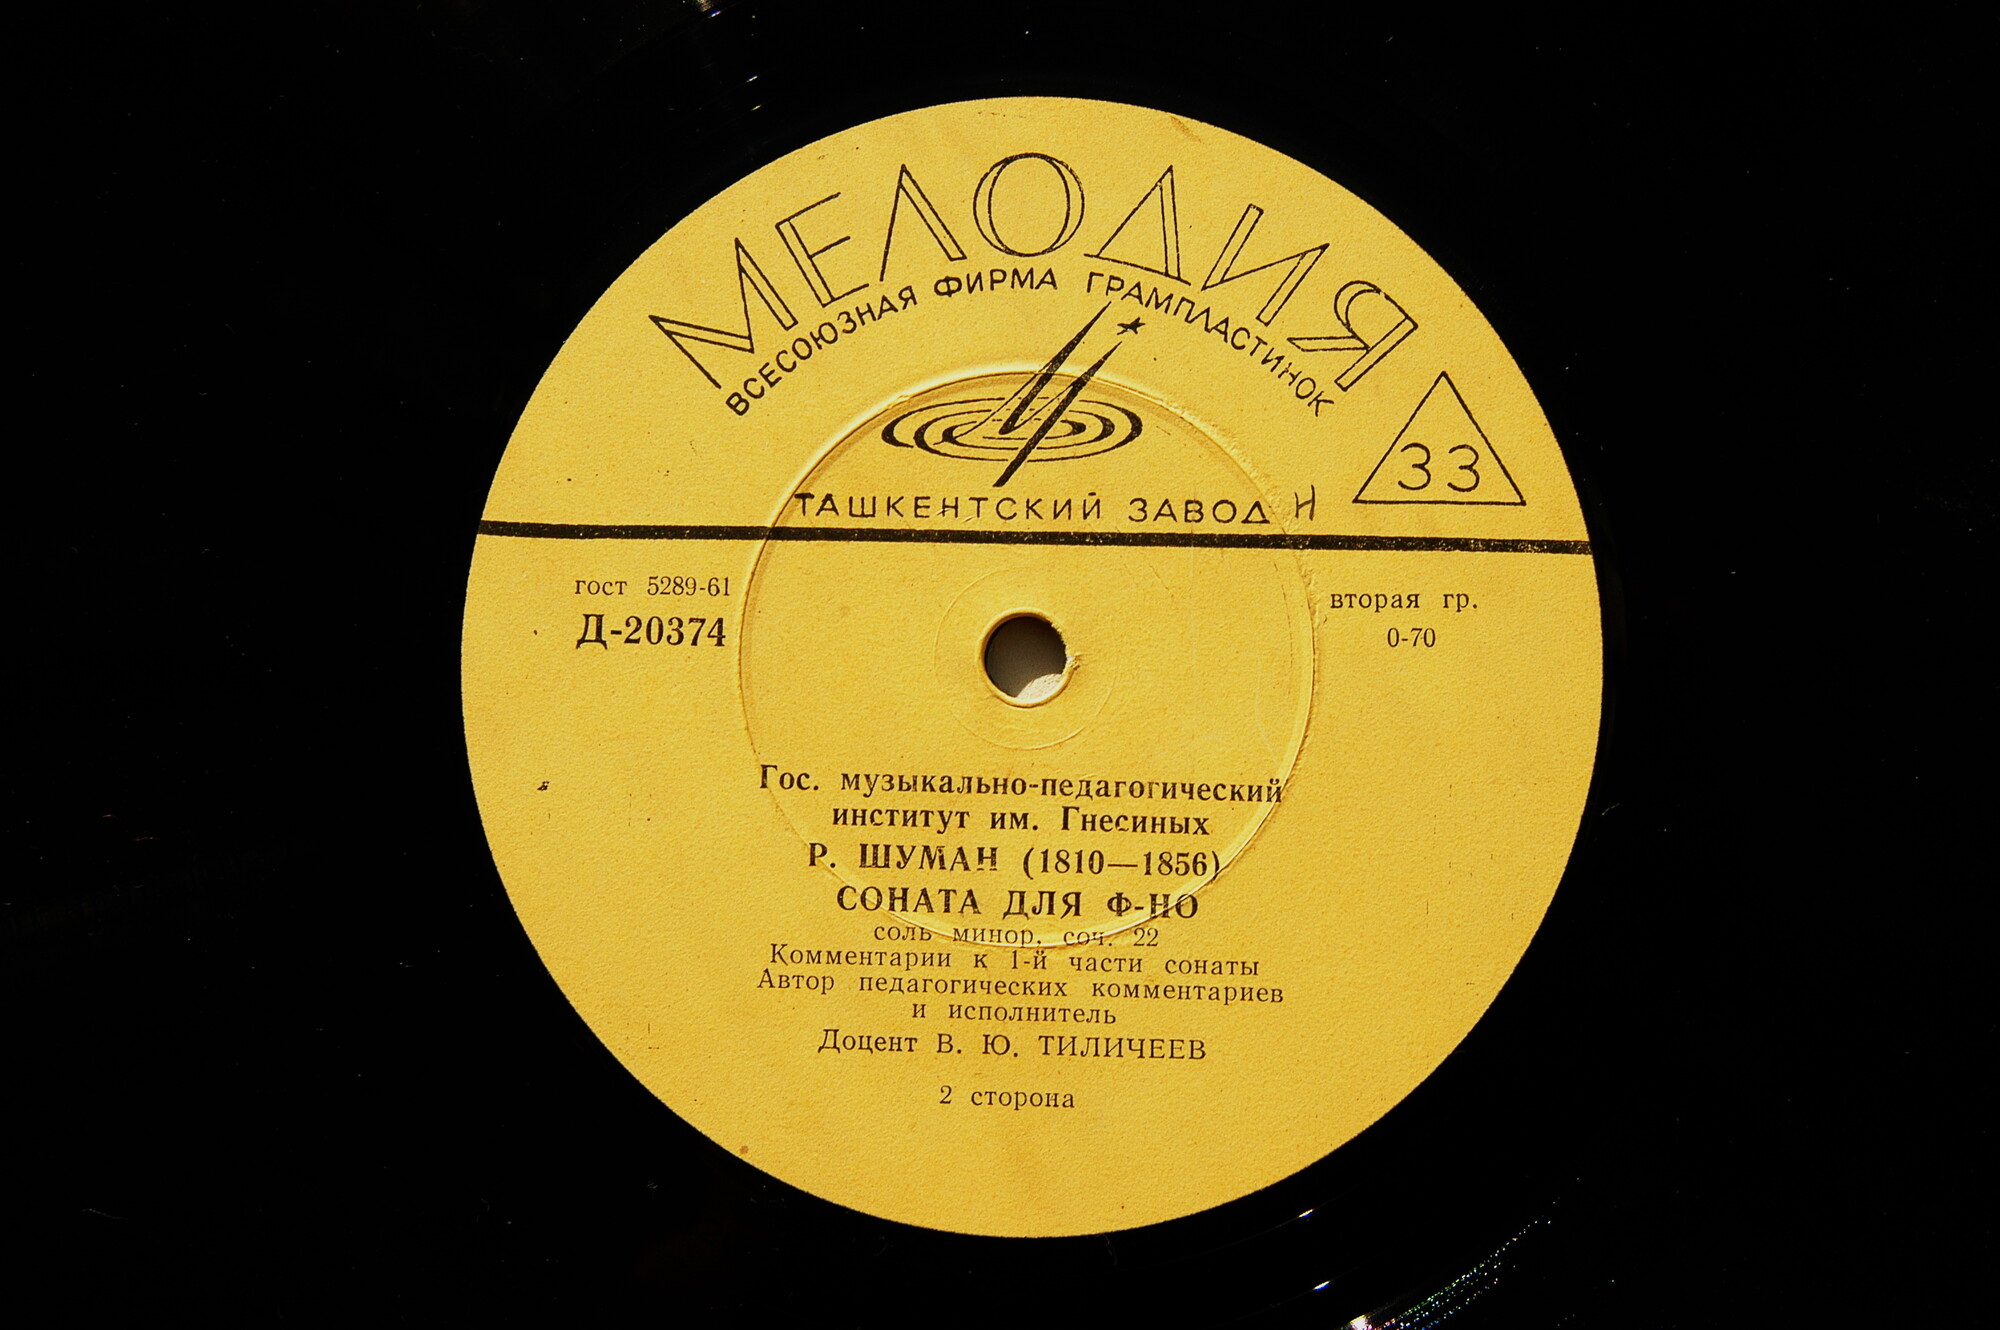 МЕЛОДИЯ
ВСЕСОЮЗНАЯ ФИРМА ГРАМПЛАСТИНОК
33
ТАШКЕНТСКИЙ ЗАВОД И
гост 5289-61
Д-20374
вторая гр.
0-70
Гос. музыкально-педагогический
институт им. Гнесиных
Р. ШУМАН (1810—1856)
СОНАТА ДЛЯ Ф-НО
соль минор, соч. 22
Комментарии к 1-й части сонаты
Автор педагогических комментариев
и исполнитель
Доцент В. Ю. ТИЛИЧЕЕВ
2 сторона